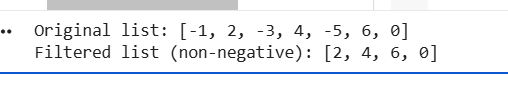 Original list: [-1, 2, -3, 4, -5, 6, 0]
Filtered list (non-negative): [2, 4, 6, 0]